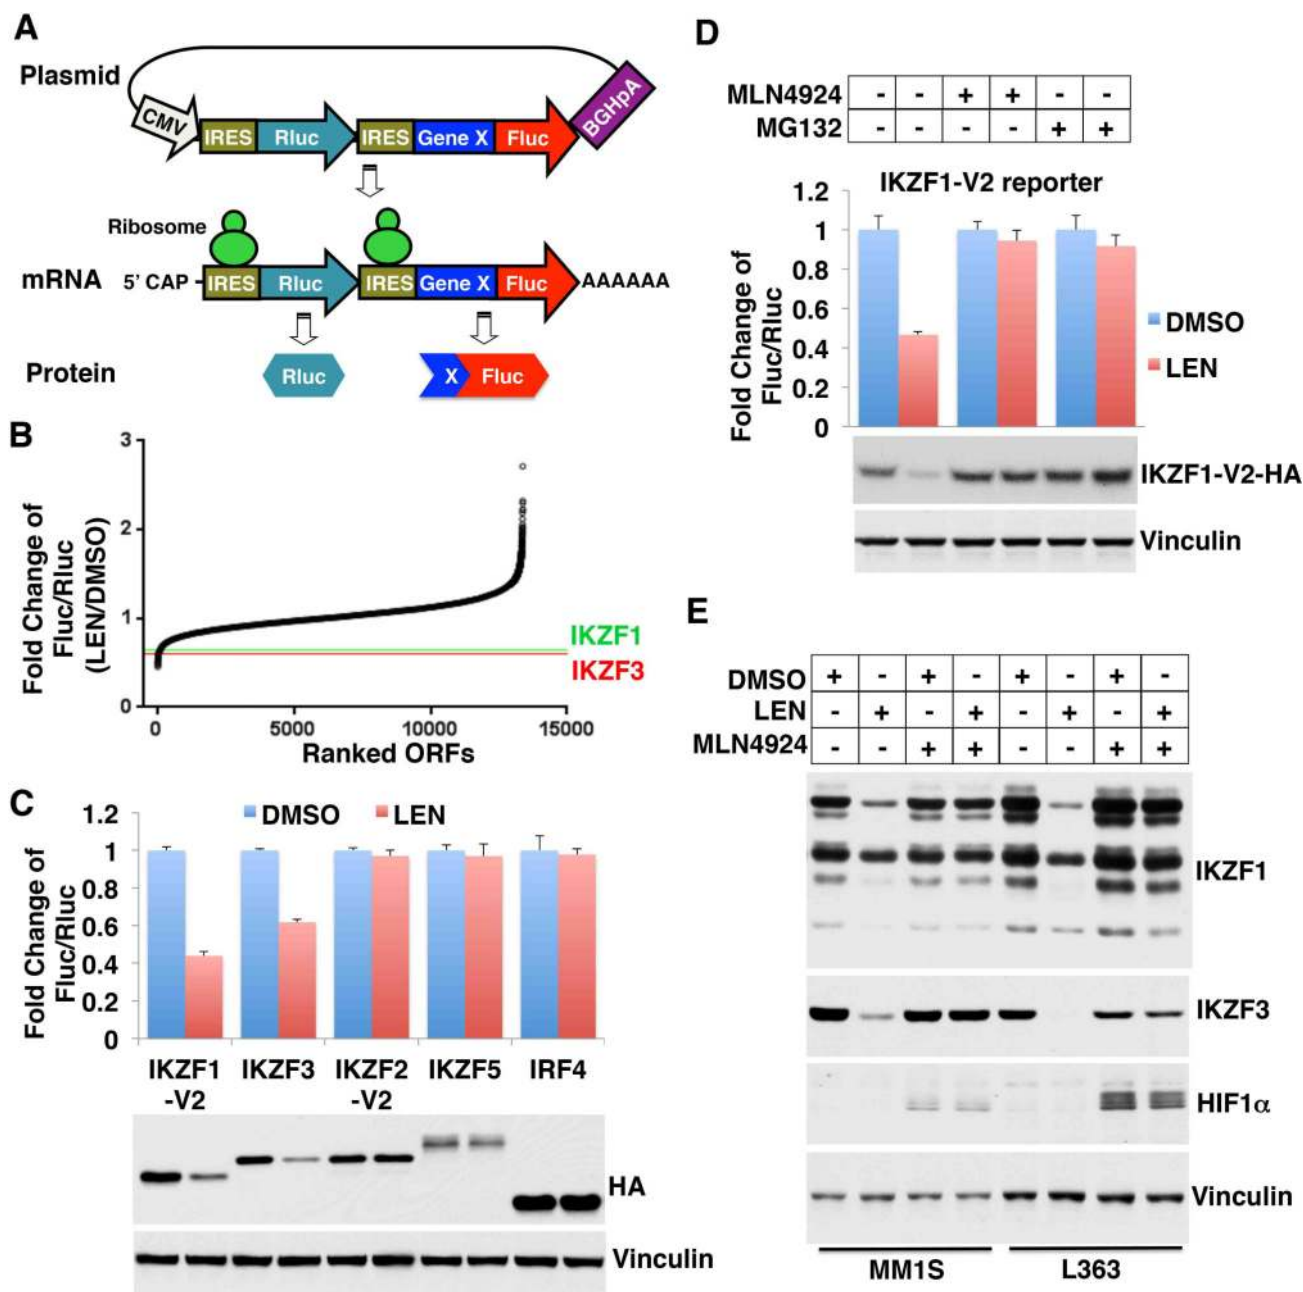 A
Plasmid
CMV
IRES Rluc IRES Gene X Fluc
BGHpA
Ribosome
mRNA 5' CAP IRES Rluc IRES Gene X Fluc AAAAAA
Protein Rluc X Fluc
B
Fold Change of
Fluc/Rluc
(LEN/DMSO)
3
2
1
0
IKZF1
IKZF3
0 5000 10000 15000
Ranked ORFs
C
Fold Change of
Fluc/Rluc
DMSO LEN
1.2
1
0.8
0.6
0.4
0.2
0
IKZF1 IKZF3 IKZF2 IKZF5 IRF4
-V2 -V2
HA
Vinculin
D
MLN4924 - - + + - -
MG132 - - - - + +
IKZF1-V2 reporter
Fold Change of
Fluc/Rluc
1.2
1
0.8
0.6
0.4
0.2
0
DMSO
LEN
IKZF1-V2-HA
Vinculin
E
DMSO + - + - + - + -
LEN - + - + - + - +
MLN4924 - - + + - - + +
IKZF1
IKZF3
HIF1α
Vinculin
MM1S L363